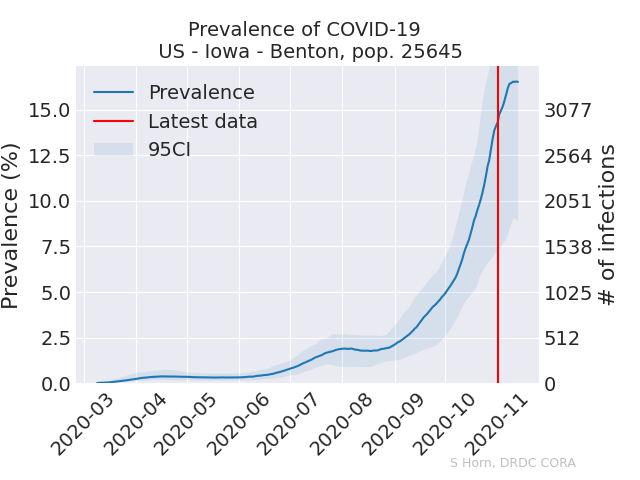 Prevalence of COVID-19
US - Iowa - Benton, pop. 25645
Prevalence
Latest data
95CI
Prevalence (%)
15.0
12.5
10.0
7.5
5.0
2.5
0.0
3077
2564
2051
1538
1025
512
0
# of infections
2020-03
2020-04
2020-05
2020-06
2020-07
2020-08
2020-09
2020-10
2020-11
S Horn, DRDC CORA